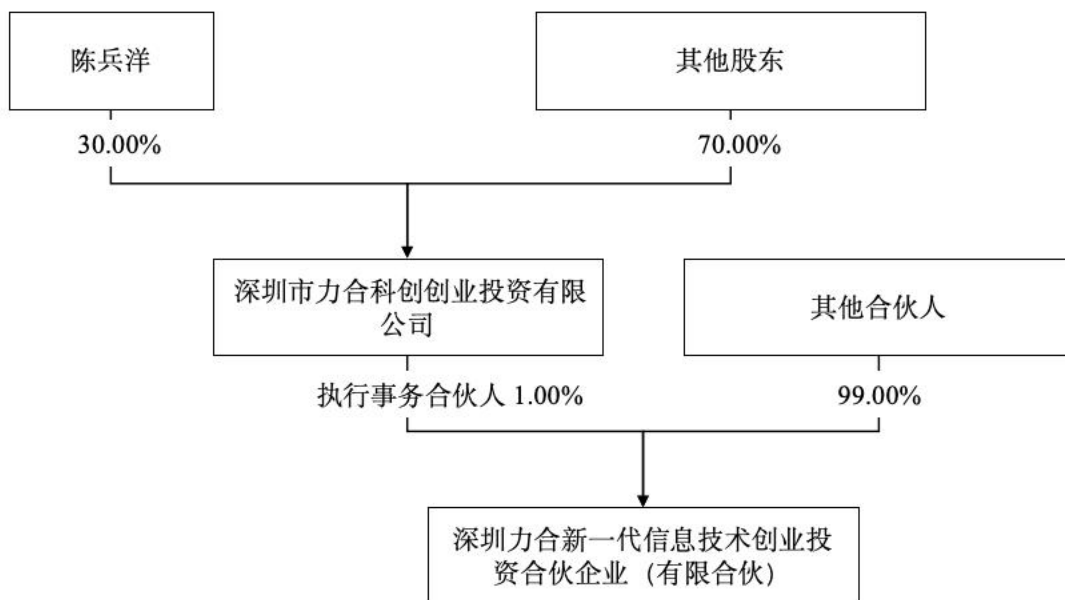 陈兵洋
其他股东
30.00%
70.00%
深圳市力合科创创业投资有限
公司
其他合伙人
执行事务合伙人 1.00%
99.00%
深圳力合新一代信息技术创业投
资合伙企业（有限合伙）